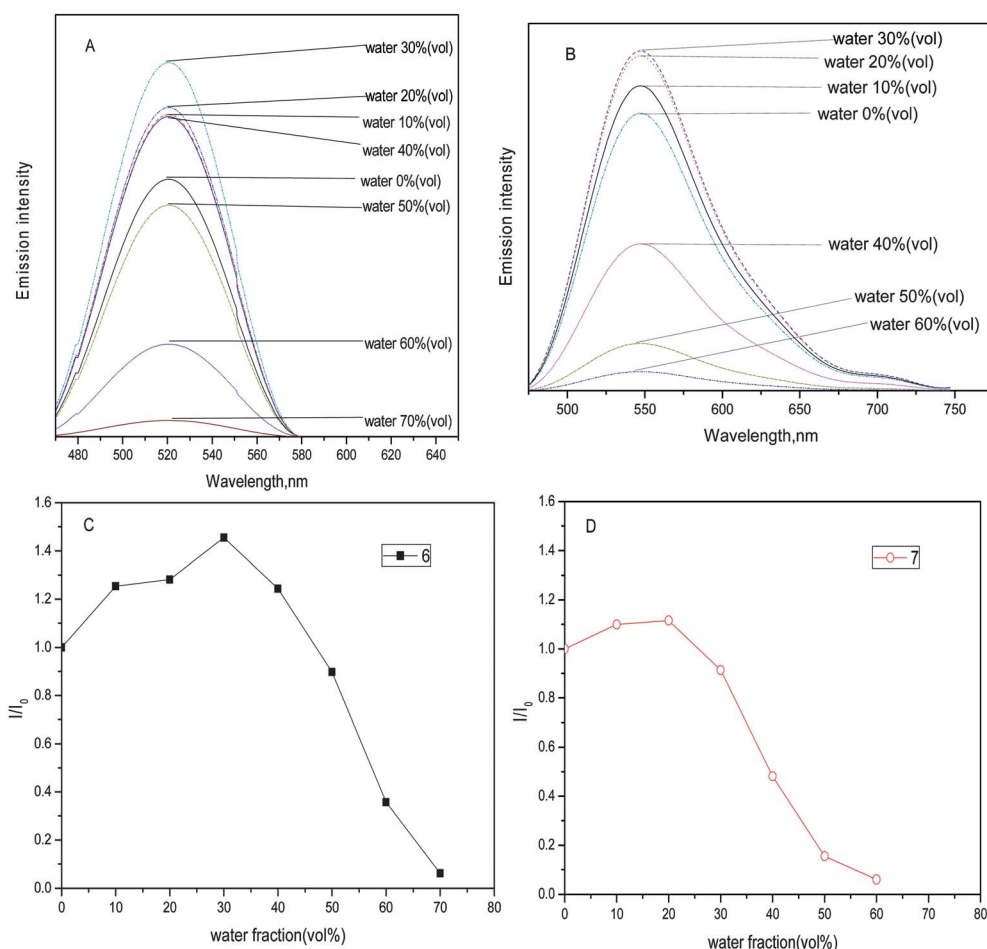 A
water 30%(vol)
water 20%(vol)
water 10%(vol)
water 40%(vol)
water 0%(vol)
water 50%(vol)
water 60%(vol)
water 70%(vol)
Emission intensity
480 500 520 540 560 580 600 620 640
Wavelength,nm
B
water 30%(vol)
water 20%(vol)
water 10%(vol)
water 0%(vol)
water 40%(vol)
water 50%(vol)
water 60%(vol)
Emission intensity
500 550 600 650 700 750
Wavelength,nm
C
6
1.6
1.4
1.2
1.0
0.8
0.6
0.4
0.2
0.0
I/I0
0 10 20 30 40 50 60 70 80
water fraction(vol%)
D
7
1.6
1.4
1.2
1.0
0.8
0.6
0.4
0.2
0.0
I/I0
0 10 20 30 40 50 60 70 80
water fraction(vol%)